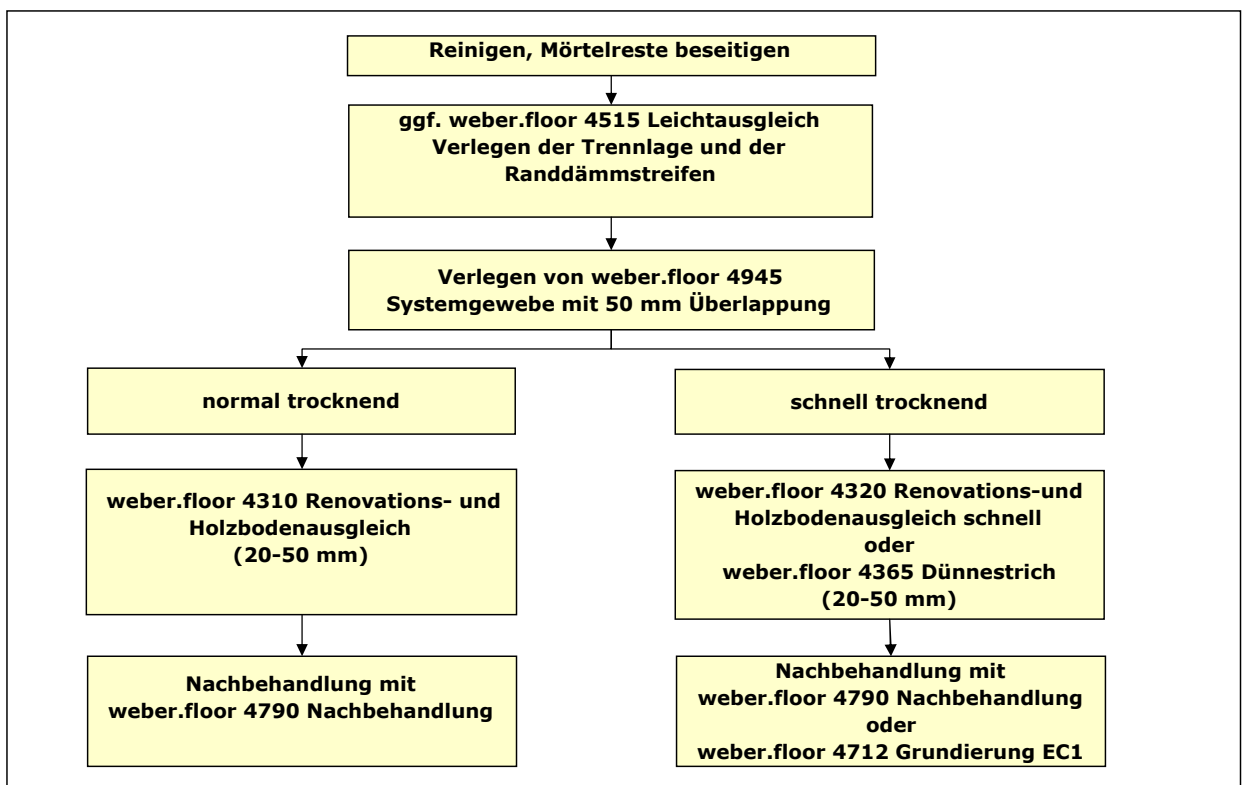 Reinigen, Mörtelreste beseitigen
ggf. weber.floor 4515 Leichtausgleich
Verlegen der Trennlage und der
Randdämmstreifen
Verlegen von weber.floor 4945
Systemgewebe mit 50 mm Überlappung
normal trocknend
schnell trocknend
weber.floor 4310 Renovations- und
Holzbodenausgleich
(20-50 mm)
weber.floor 4320 Renovations-und
Holzbodenausgleich schnell
oder
weber.floor 4365 Dünnestrich
(20-50 mm)
Nachbehandlung mit
weber.floor 4790 Nachbehandlung
Nachbehandlung mit
weber.floor 4790 Nachbehandlung
oder
weber.floor 4712 Grundierung EC1